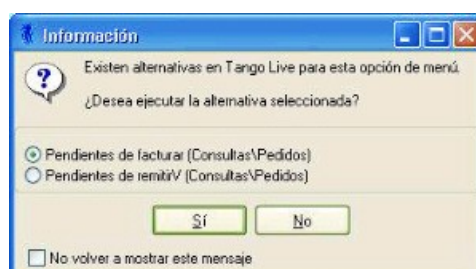 Información
Existen alternativas en Tango Live para esta opción de menú.
¿Desea ejecutar la alternativa seleccionada?
Pendientes de facturar (Consultas\Pedidos)
Pendientes de remitirV (Consultas\Pedidos)
Sí
No
No volver a mostrar este mensaje